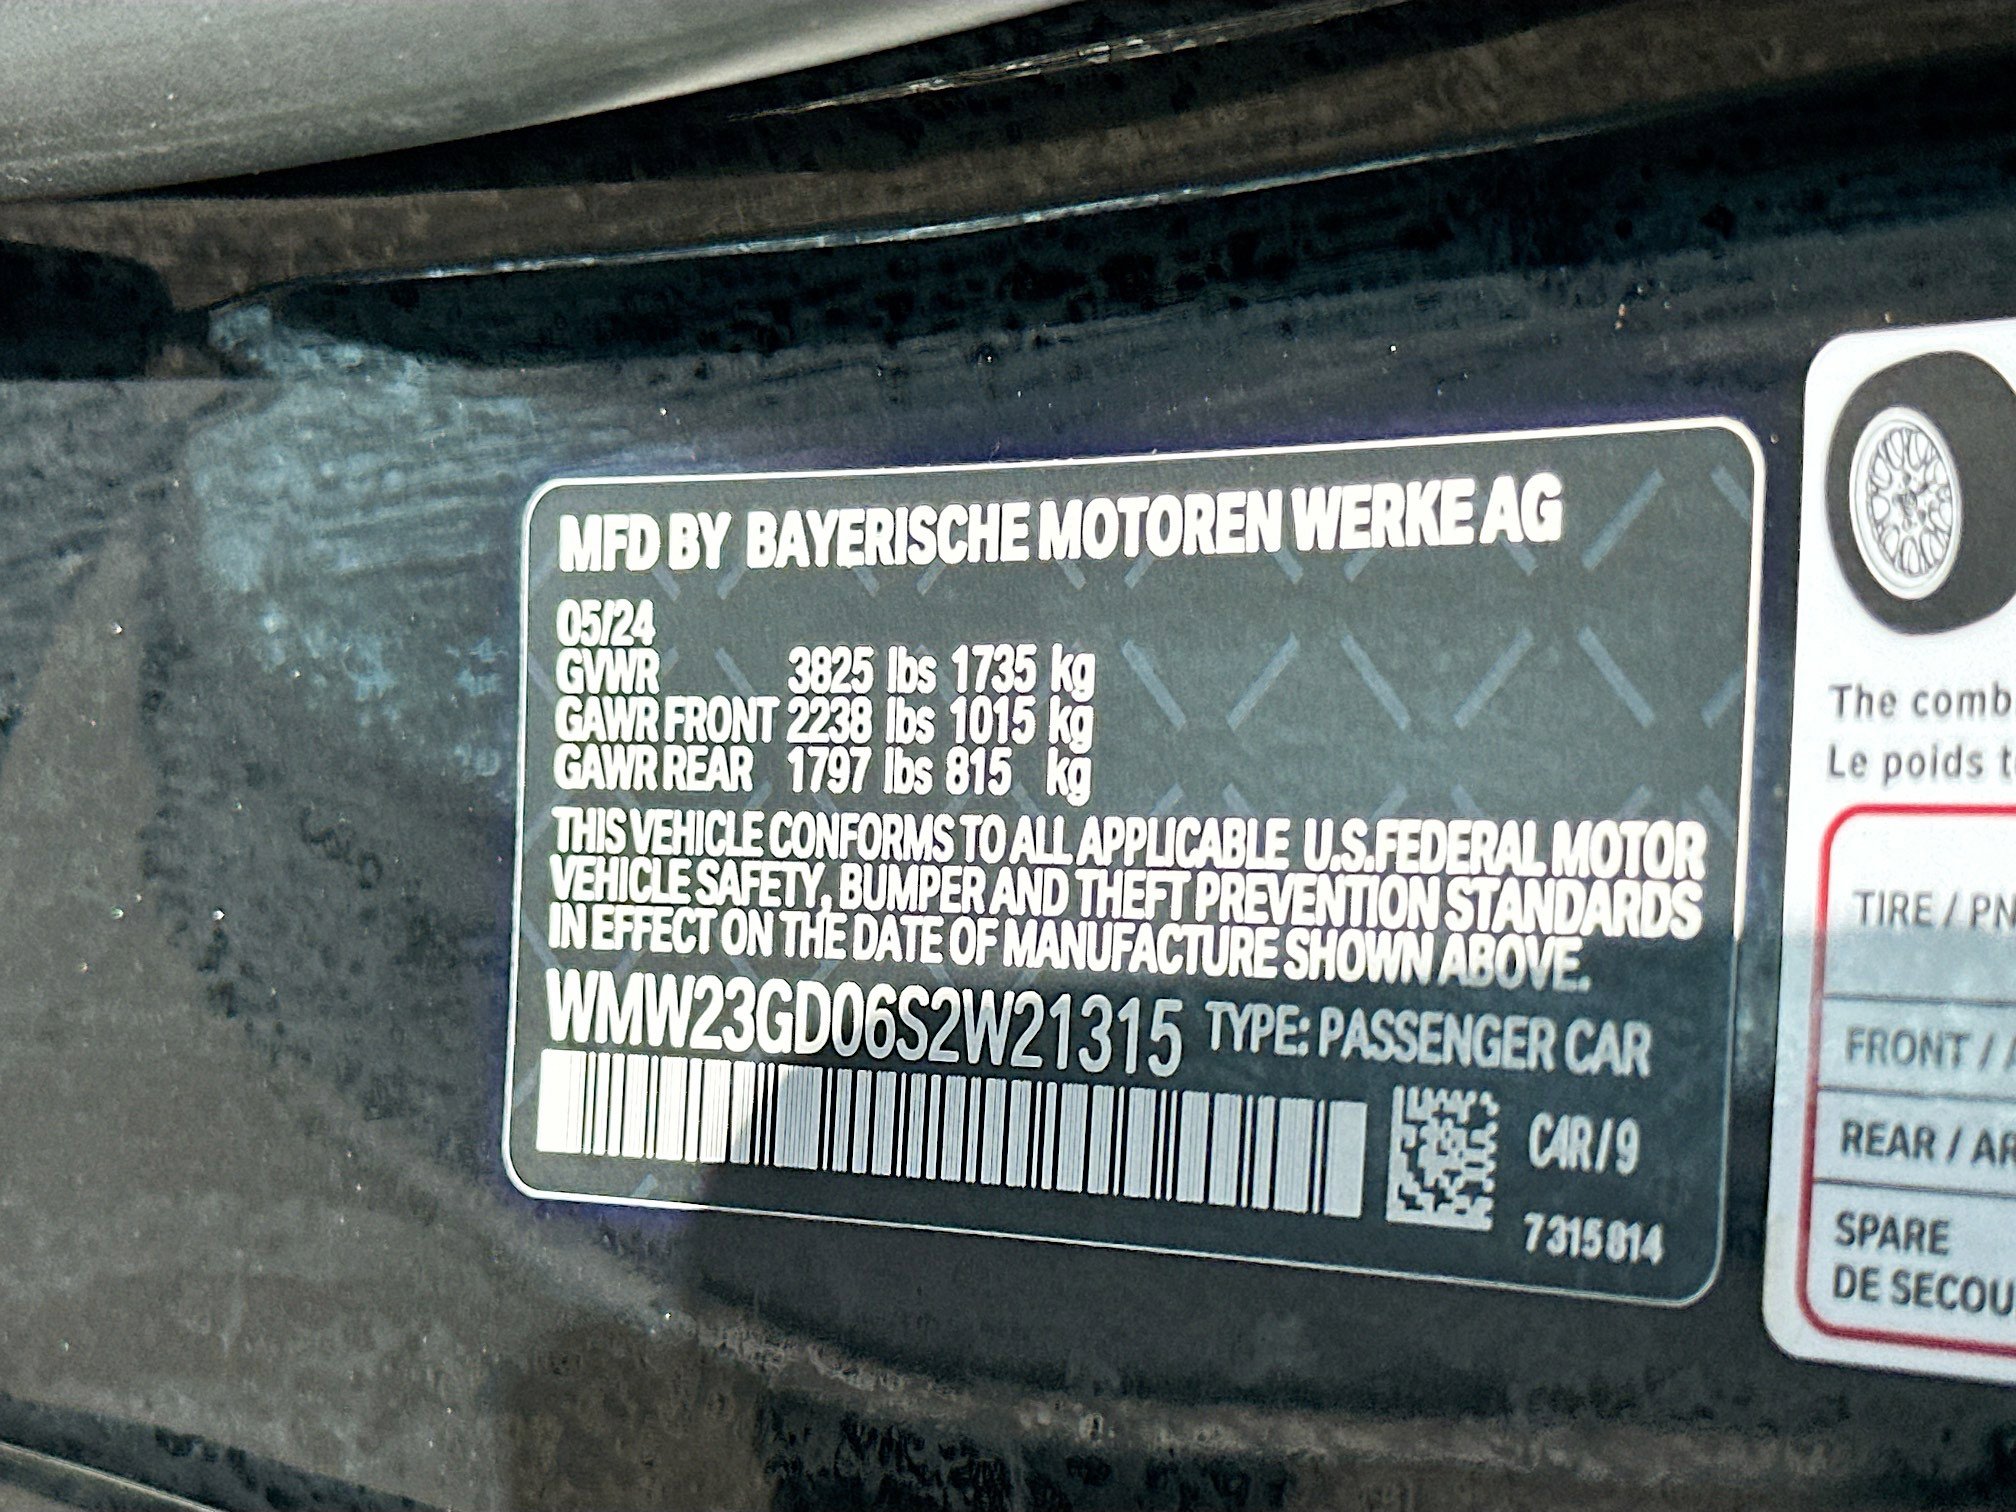 MFD BY BAYERISCHE MOTOREN WERKE AG
05/24
GVWR 3825 lbs 1735 kg
GAWR FRONT 2238 lbs 1015 kg
GAWR REAR 1797 lbs 815 kg
THIS VEHICLE CONFORMS TO ALL APPLICABLE U.S.FEDERAL MOTOR
VEHICLE SAFETY, BUMPER AND THEFT PREVENTION STANDARDS
IN EFFECT ON THE DATE OF MANUFACTURE SHOWN ABOVE.
WMW23GD06S2W21315 TYPE: PASSENGER CAR
C4R/9
7315814
The comb
Le poids t
TIRE / PN
FRONT / A
REAR / AR
SPARE
DE SECOU